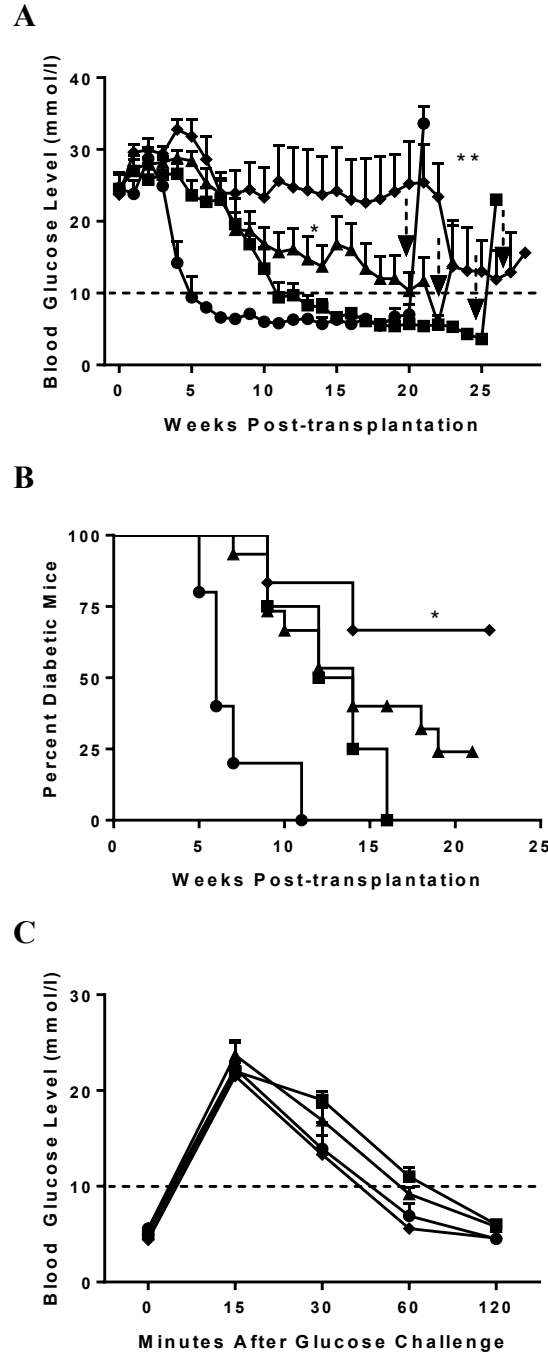 A
Blood Glucose Level (mmol/l)
40
30
20
10
0
*
**
0 5 10 15 20 25
Weeks Post-transplantation
B
Percent Diabetic Mice
100
75
50
25
0
*
0 5 10 15 20 25
Weeks Post-transplantation
C
Blood Glucose Level (mmol/l)
30
20
10
0
0 15 30 60 120
Minutes After Glucose Challenge